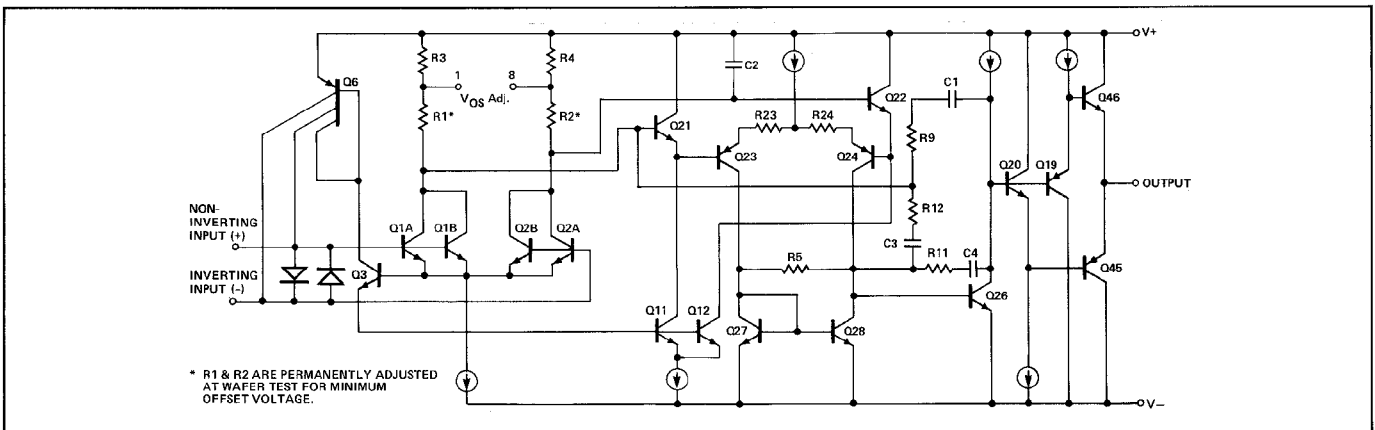 V+
R3
R4
C2
Q6
1
8
VOS Adj.
C1
Q22
Q46
R1*
R2*
Q21
R23
R24
R9
Q23
Q24
Q20
Q19
OUTPUT
NON-
INVERTING
INPUT (+)
Q1A
Q1B
Q2B
Q2A
R12
C3
R11
C4
Q3
R5
Q45
INVERTING
INPUT (-)
Q26
Q11
Q12
Q27
Q28
* R1 & R2 ARE PERMANENTLY ADJUSTED
AT WAFER TEST FOR MINIMUM
OFFSET VOLTAGE.
V–